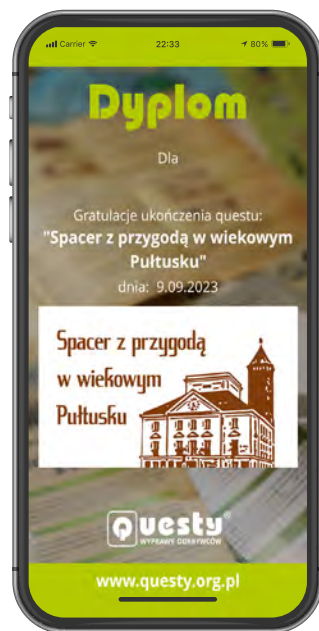 Carrier 22:33 80%
Dyplom
Dla
Gratulacje ukończenia questu:
"Spacer z przygodą w wiekowym
Pułtusku"
dnia: 9.09.2023
Spacer z przygodą
w wiekowym
Pułtusku
Questy®
WYPRAWY ODKRYWCÓW
www.questy.org.pl